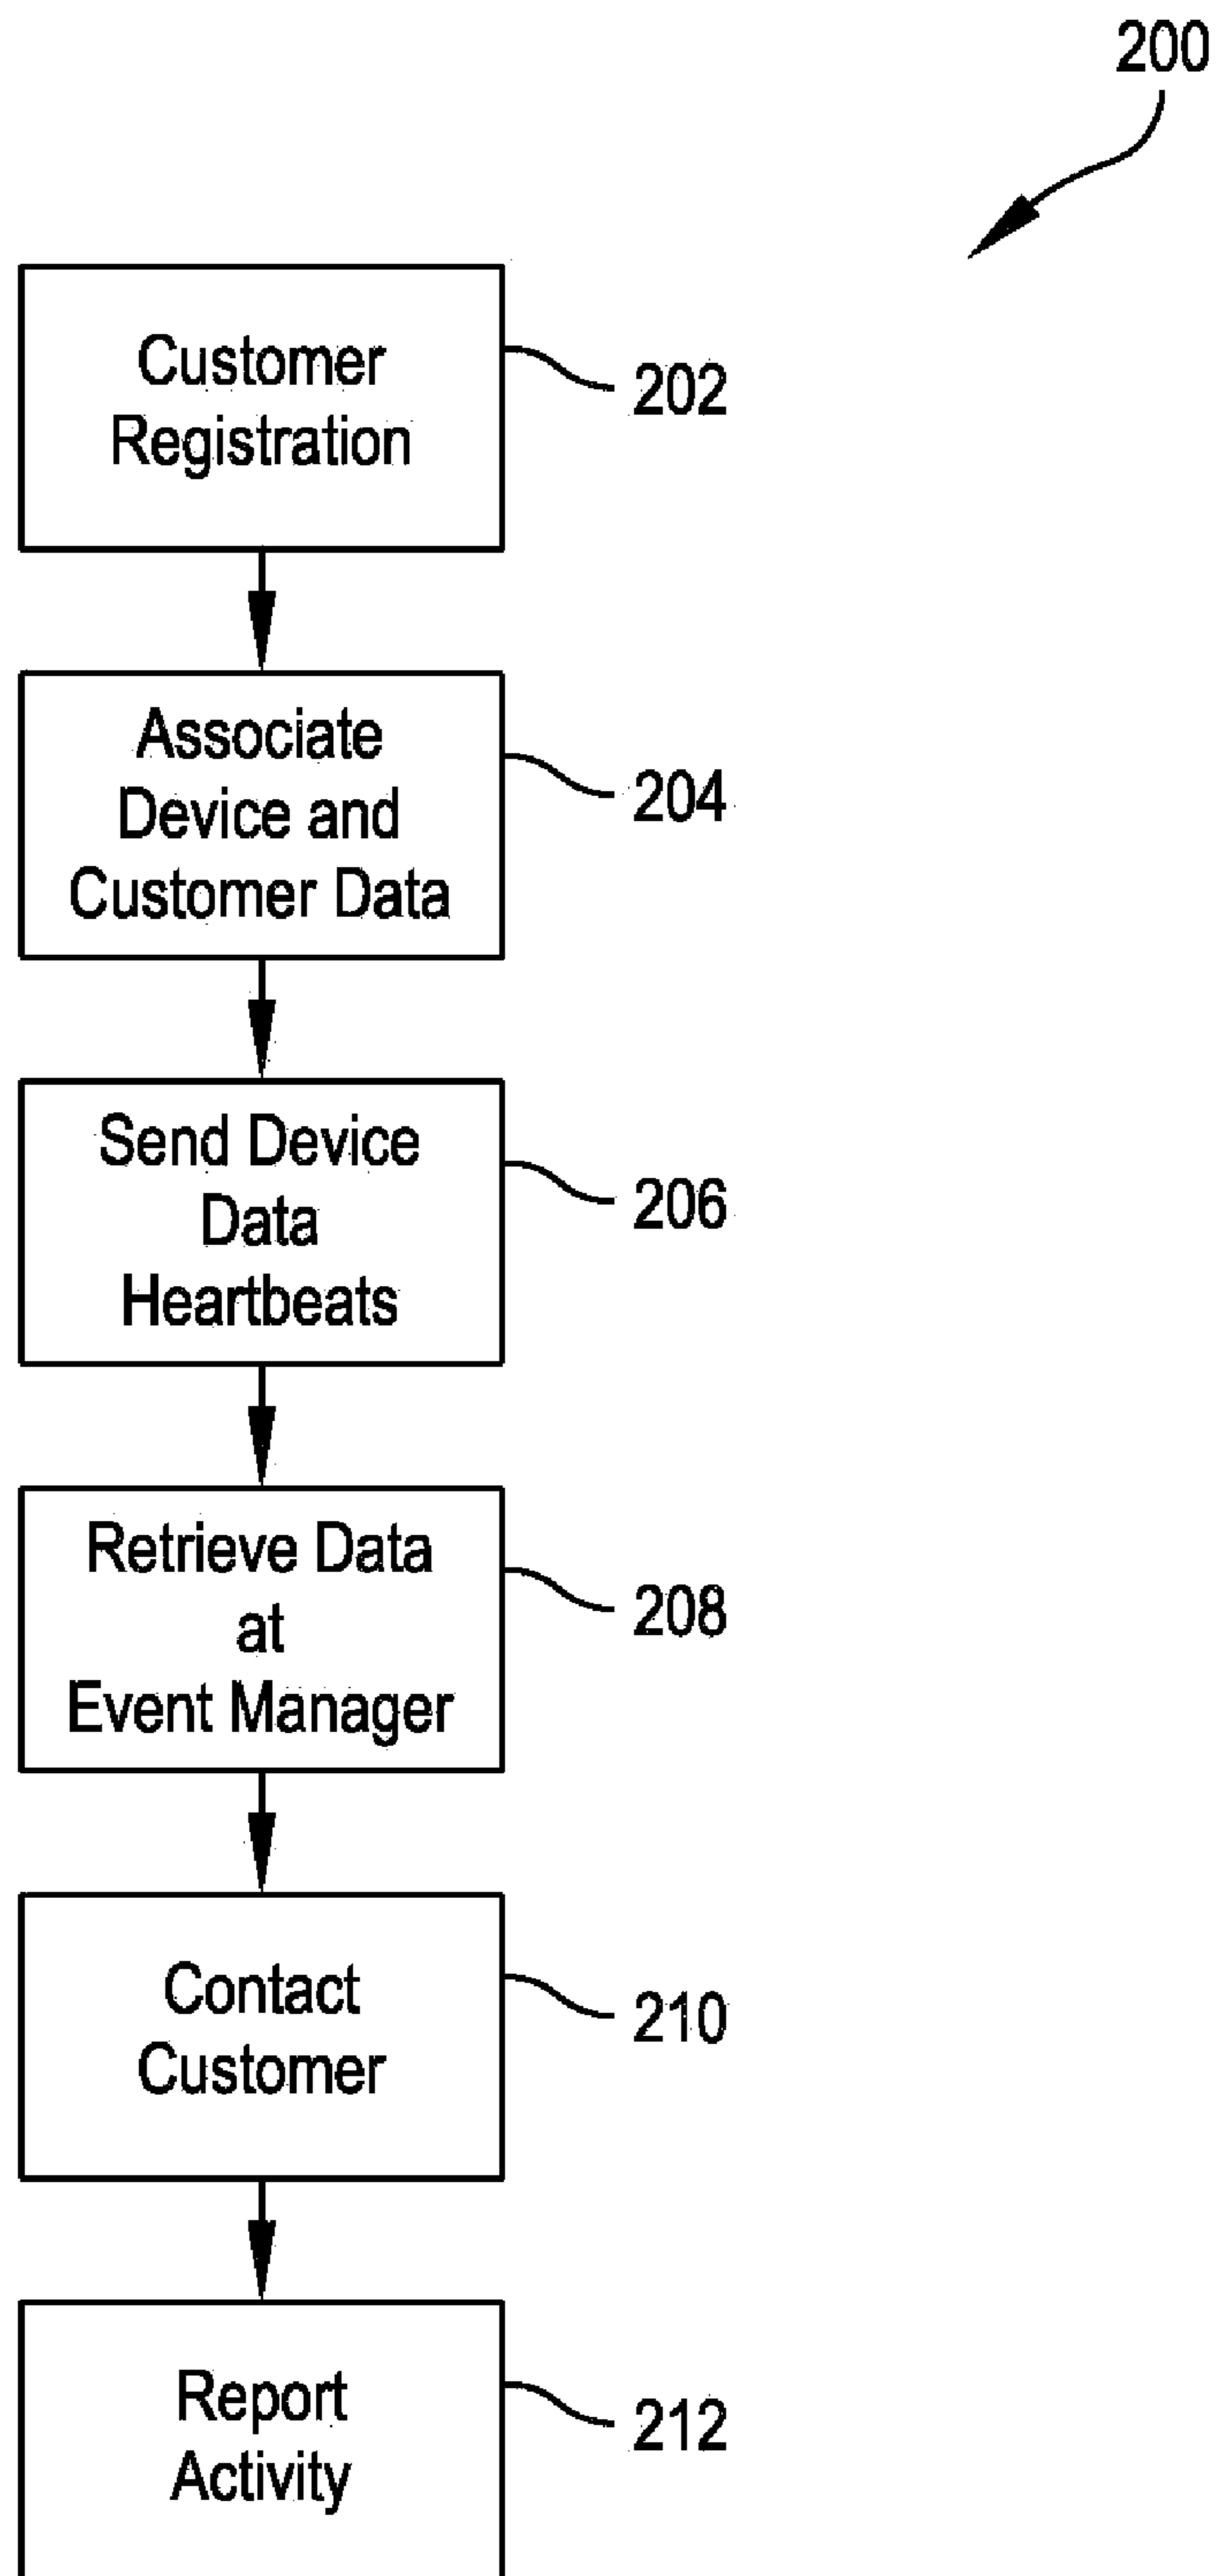 200
Customer
Registration
202
Associate
Device and
Customer Data
204
Send Device
Data
Heartbeats
206
Retrieve Data
at
Event Manager
208
Contact
Customer
210
Report
Activity
212